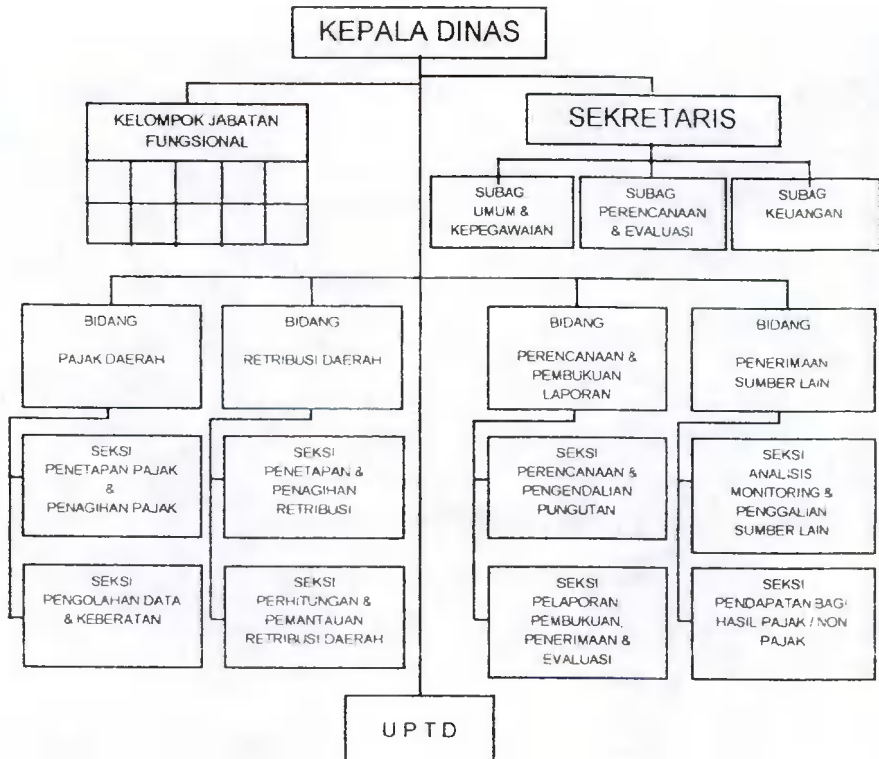 KEPALA DINAS
KELOMPOK JABATAN
FUNGSIONAL
SEKRETARIS
SUBAG
UMUM &
KEPEGAWAIAN
SUBAG
PERENCANAAN
& EVALUASI
SUBAG
KEUANGAN
BIDANG
PAJAK DAERAH
BIDANG
RETRIBUSI DAERAH
BIDANG
PERENCANAAN &
PEMBUKUAN
LAPORAN
BIDANG
PENERIMAAN
SUMBER LAIN
SEKSI
PENETAPAN PAJAK
&
PENAGIHAN PAJAK
SEKSI
PENETAPAN &
PENAGIHAN
RETRIBUSI
SEKSI
PERENCANAAN &
PENGENDALIAN
PUNGUTAN
SEKSI
ANALISIS
MONITORING &
PENGGALIAN
SUMBER LAIN
SEKSI
PENGOLAHAN DATA
& KEBERATAN
SEKSI
PERHITUNGAN &
PEMANTAUAN
RETRIBUSI DAERAH
SEKSI
PELAPORAN
PEMBUKUAN,
PENERIMAAN &
EVALUASI
SEKSI
PENDAPATAN BAGI
HASIL PAJAK / NON
PAJAK
U P T D